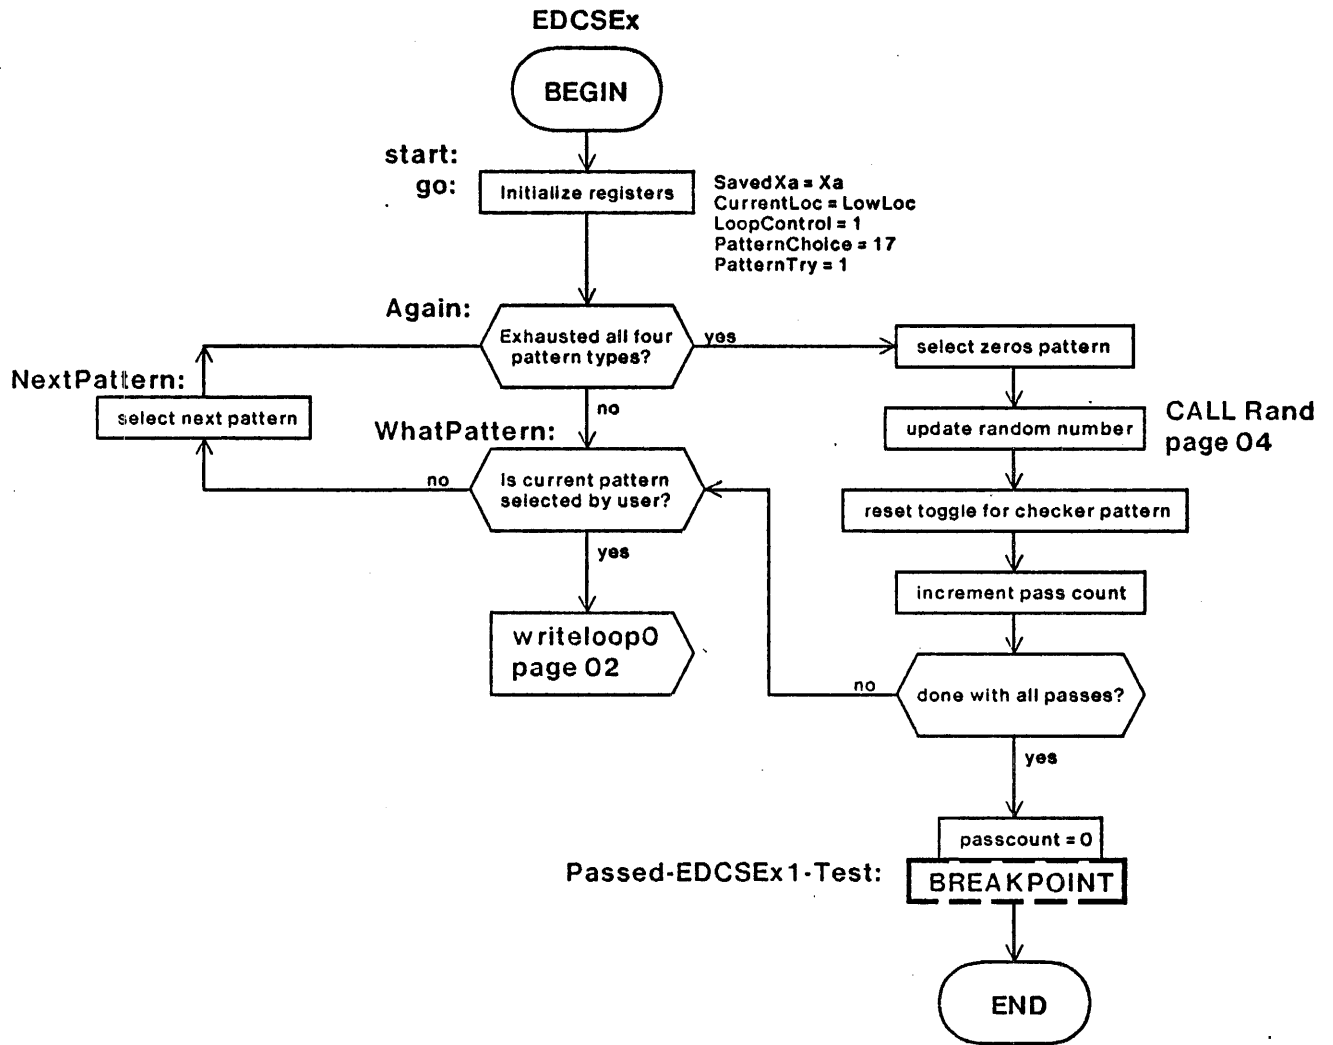 EDCSEx
BEGIN
start:
go:
Initialize registers
SavedXa = Xa
CurrentLoc = LowLoc
LoopControl = 1
PatternChoice = 17
PatternTry = 1
Again:
Exhausted all four
pattern types?
yes
select zeros pattern
NextPattern:
select next pattern
no
WhatPattern:
update random number
CALL Rand
page 04
no
Is current pattern
selected by user?
reset toggle for checker pattern
yes
increment pass count
writeloop0
page 02
no
done with all passes?
yes
passcount = 0
Passed-EDCSEx1-Test:
BREAKPOINT
END